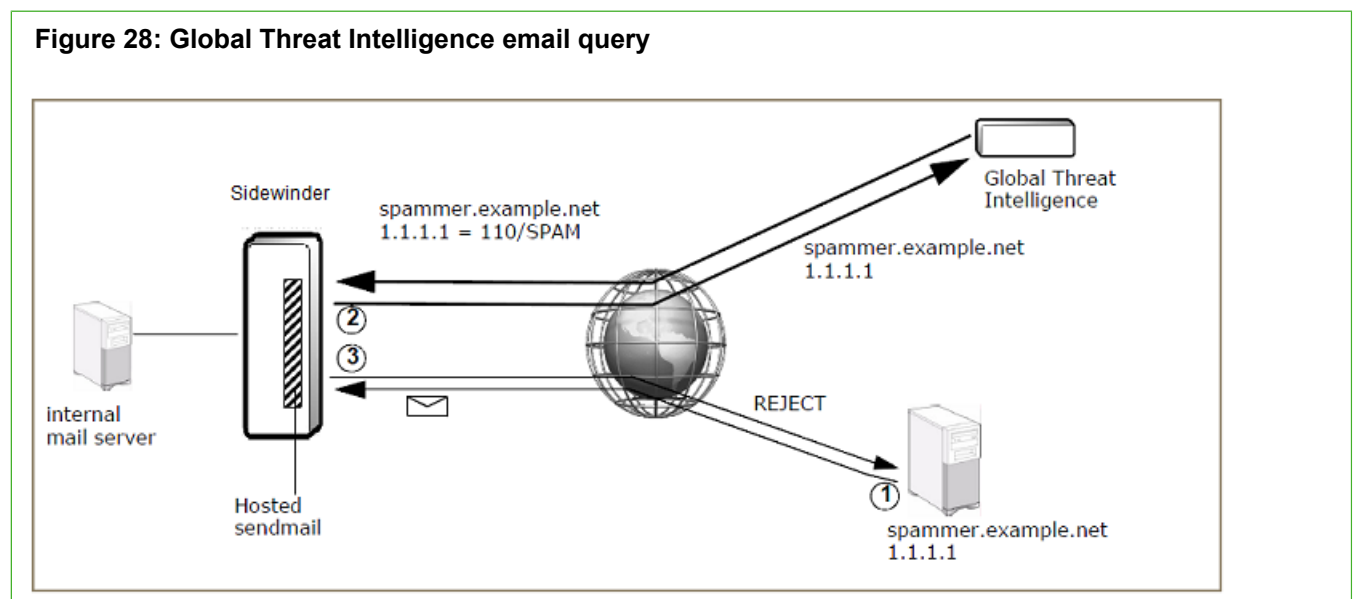 Figure 28: Global Threat Intelligence email query
Sidewinder
spammer.example.net
1.1.1.1 = 110/SPAM
Global Threat
Intelligence
spammer.example.net
1.1.1.1
2
3
internal
mail server
REJECT
1
Hosted
sendmail
spammer.example.net
1.1.1.1